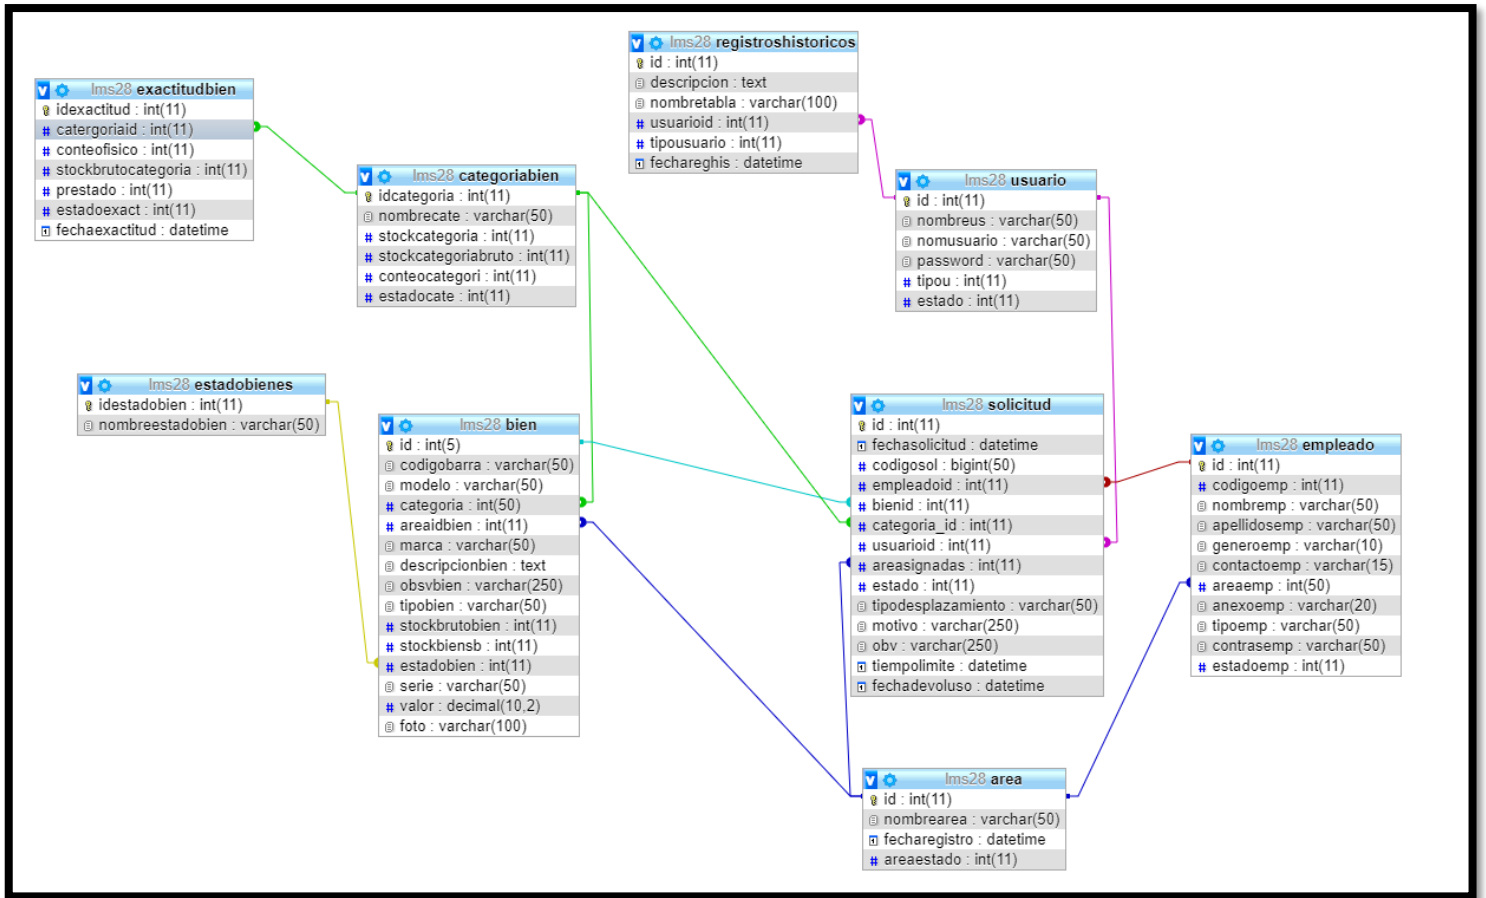 lms28 registroshistoricos
id : int(11)
descripcion : text
nombretabla : varchar(100)
usuarioid : int(11)
tipousuario : int(11)
fechareghis : datetime
lms28 exactitudbien
idexactitud : int(11)
catergoriaid : int(11)
conteofisico : int(11)
stockbrutocategoria : int(11)
prestado : int(11)
estadoexact : int(11)
fechaexactitud : datetime
lms28 categoriabien
idcategoria : int(11)
nombrecate : varchar(50)
stockcategoria : int(11)
stockcategoriabruto : int(11)
conteocategori : int(11)
estadocate : int(11)
lms28 usuario
id : int(11)
nombreus : varchar(50)
nomusuario : varchar(50)
password : varchar(50)
tipou : int(11)
estado : int(11)
lms28 estadobienes
idestadobien : int(11)
nombreestadobien : varchar(50)
lms28 bien
id : int(5)
codigobarra : varchar(50)
modelo : varchar(50)
categoria : int(50)
areaidbien : int(11)
marca : varchar(50)
descripcionbien : text
obsvbien : varchar(250)
tipobien : varchar(50)
stockbrutobien : int(11)
stockbiensb : int(11)
estadobien : int(11)
serie : varchar(50)
valor : decimal(10,2)
foto : varchar(100)
lms28 solicitud
id : int(11)
fechasolicitud : datetime
codigosol : bigint(50)
empleadoid : int(11)
bienid : int(11)
categoria_id : int(11)
usuarioid : int(11)
areasignadas : int(11)
estado : int(11)
tipodesplazamiento : varchar(50)
motivo : varchar(250)
obv : varchar(250)
tiempolimite : datetime
fechadevoluso : datetime
lms28 empleado
id : int(11)
codigoemp : int(11)
nombremp : varchar(50)
apellidosemp : varchar(50)
generoemp : varchar(10)
contactoemp : varchar(15)
areaemp : int(50)
anexoemp : varchar(20)
tipoemp : varchar(50)
contrasemp : varchar(50)
estadoemp : int(11)
lms28 area
id : int(11)
nombrearea : varchar(50)
fecharegistro : datetime
areaestado : int(11)